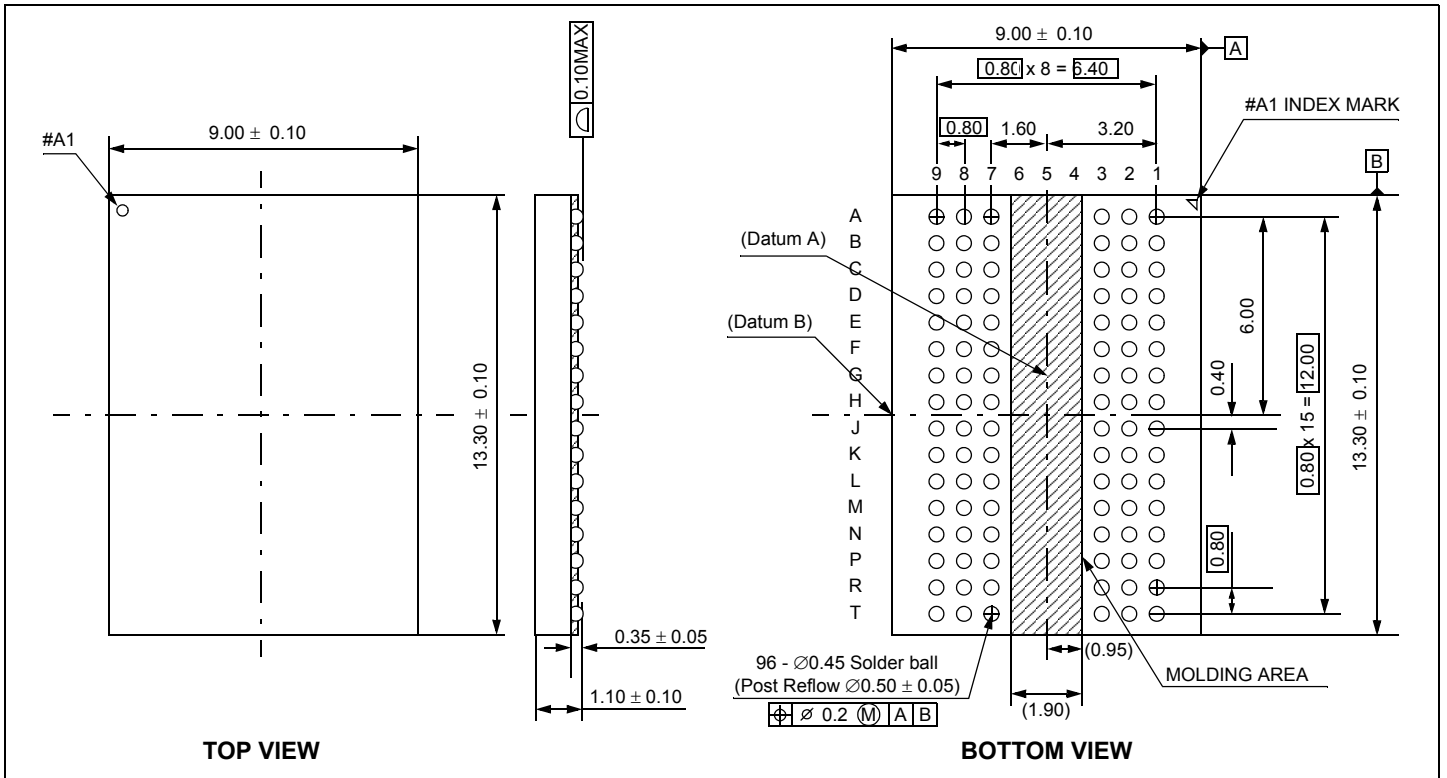 #A1
9.00 ± 0.10
0.10MAX
13.30 ± 0.10
0.35 ± 0.05
1.10 ± 0.10
TOP VIEW
9.00 ± 0.10
A
0.80 x 8 = 6.40
#A1 INDEX MARK
0.80 1.60 3.20
B
9 8 7 6 5 4 3 2 1
A
B
C
D
E
F
G
H
J
K
L
M
N
P
R
T
(Datum A)
(Datum B)
6.00
0.40
0.80 x 15 = 12.00
13.30 ± 0.10
0.80
(0.95)
MOLDING AREA
(1.90)
96 - ∅0.45 Solder ball
(Post Reflow ∅0.50 ± 0.05)
⌖ ∅ 0.2 Ⓜ A B
BOTTOM VIEW